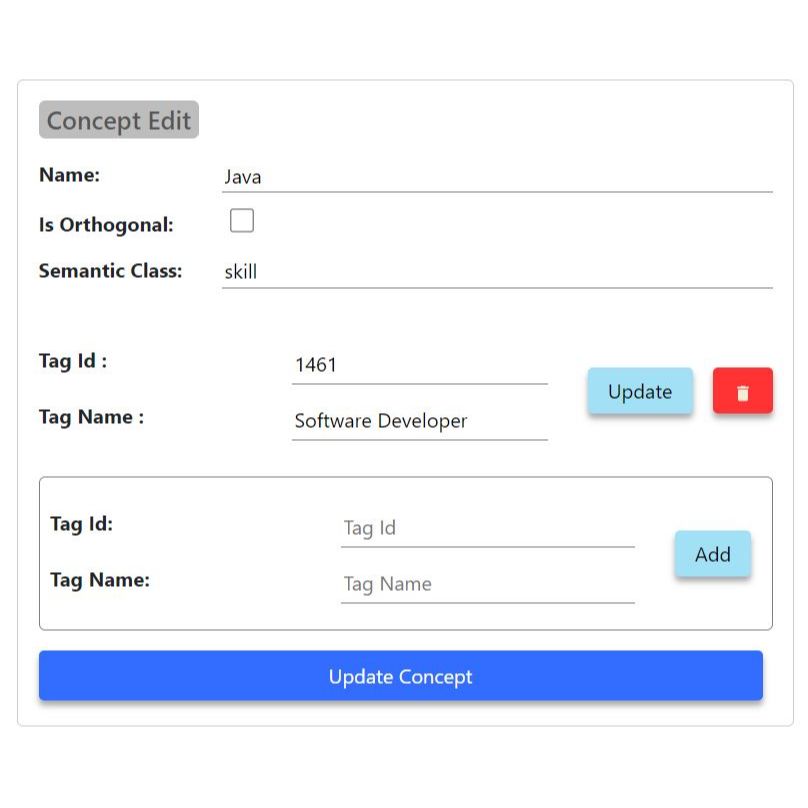 Concept Edit
Name: Java
Is Orthogonal:
Semantic Class: skill
Tag Id : 1461
Update
Tag Name : Software Developer
Tag Id: Tag Id
Add
Tag Name: Tag Name
Update Concept